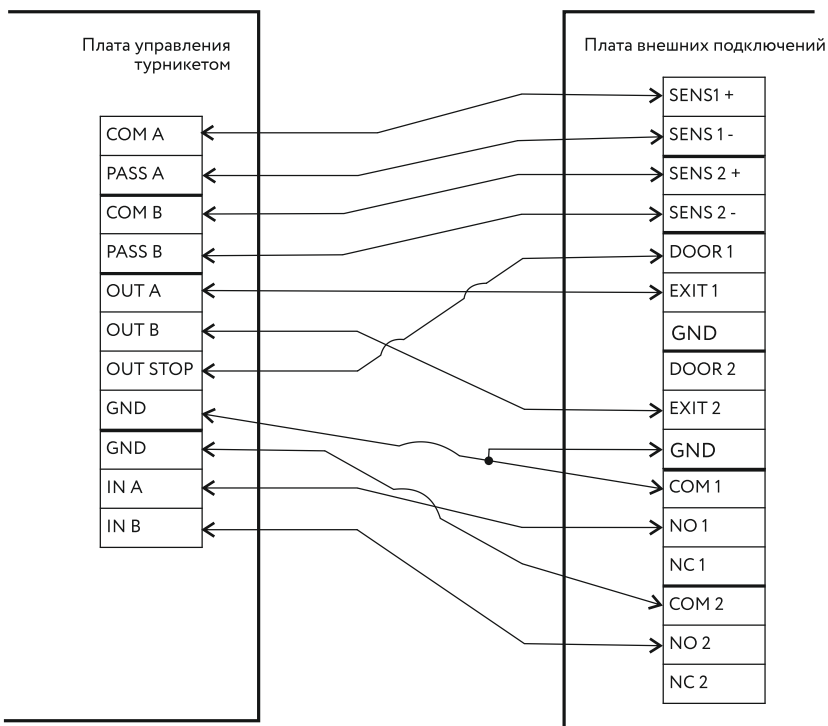 Плата управления
турникетом
COM A
PASS A
COM B
PASS B
OUT A
OUT B
OUT STOP
GND
GND
IN A
IN B
Плата внешних подключений
SENS1 +
SENS 1 -
SENS 2 +
SENS 2 -
DOOR 1
EXIT 1
GND
DOOR 2
EXIT 2
GND
COM 1
NO 1
NC 1
COM 2
NO 2
NC 2